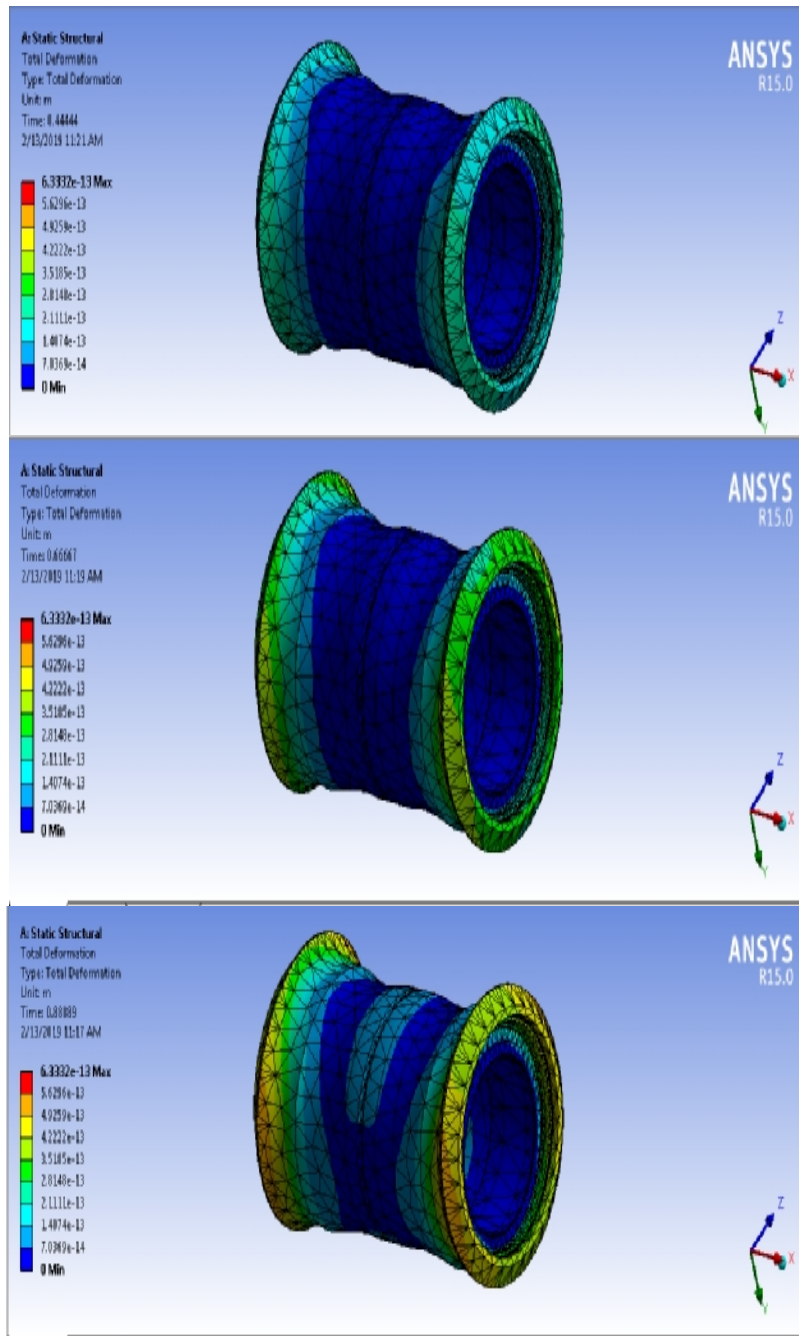 A: Static Structural
Total Deformation
Type: Total Deformation
Unit: m
Time: 0.44444
2/13/2019 11:21 AM
6.3332e-13 Max
5.6296e-13
4.9259e-13
4.2222e-13
3.5185e-13
2.8148e-13
2.1111e-13
1.4074e-13
7.0369e-14
0 Min
ANSYS
R15.0
Z
X
Y
A: Static Structural
Total Deformation
Type: Total Deformation
Unit: m
Time: 0.66667
2/13/2019 11:19 AM
6.3332e-13 Max
5.6296e-13
4.9259e-13
4.2222e-13
3.5185e-13
2.8148e-13
2.1111e-13
1.4074e-13
7.0369e-14
0 Min
ANSYS
R15.0
Z
X
Y
A: Static Structural
Total Deformation
Type: Total Deformation
Unit: m
Time: 0.88889
2/13/2019 11:17 AM
6.3332e-13 Max
5.6296e-13
4.9259e-13
4.2222e-13
3.5185e-13
2.8148e-13
2.1111e-13
1.4074e-13
7.0369e-14
0 Min
ANSYS
R15.0
Z
X
Y